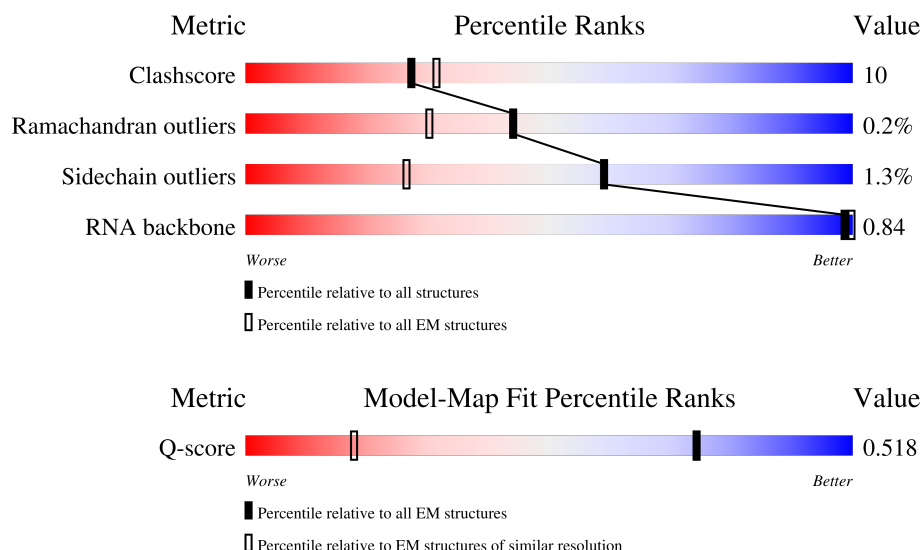 Metric Percentile Ranks Value
Clashscore 10
Ramachandran outliers 0.2%
Sidechain outliers 1.3%
RNA backbone 0.84
Worse Better
Percentile relative to all structures
Percentile relative to all EM structures
Metric Model-Map Fit Percentile Ranks Value
Q-score 0.518
Worse Better
Percentile relative to all EM structures
Percentile relative to EM structures of similar resolution